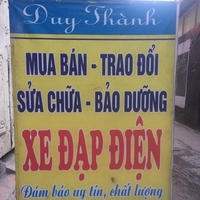 Duy Thành
MUA BÁN - TRAO ĐỔI
SỬA CHỮA - BẢO DƯỠNG
XE ĐẠP ĐIỆN
Đảm bảo uy tín, chất lượng